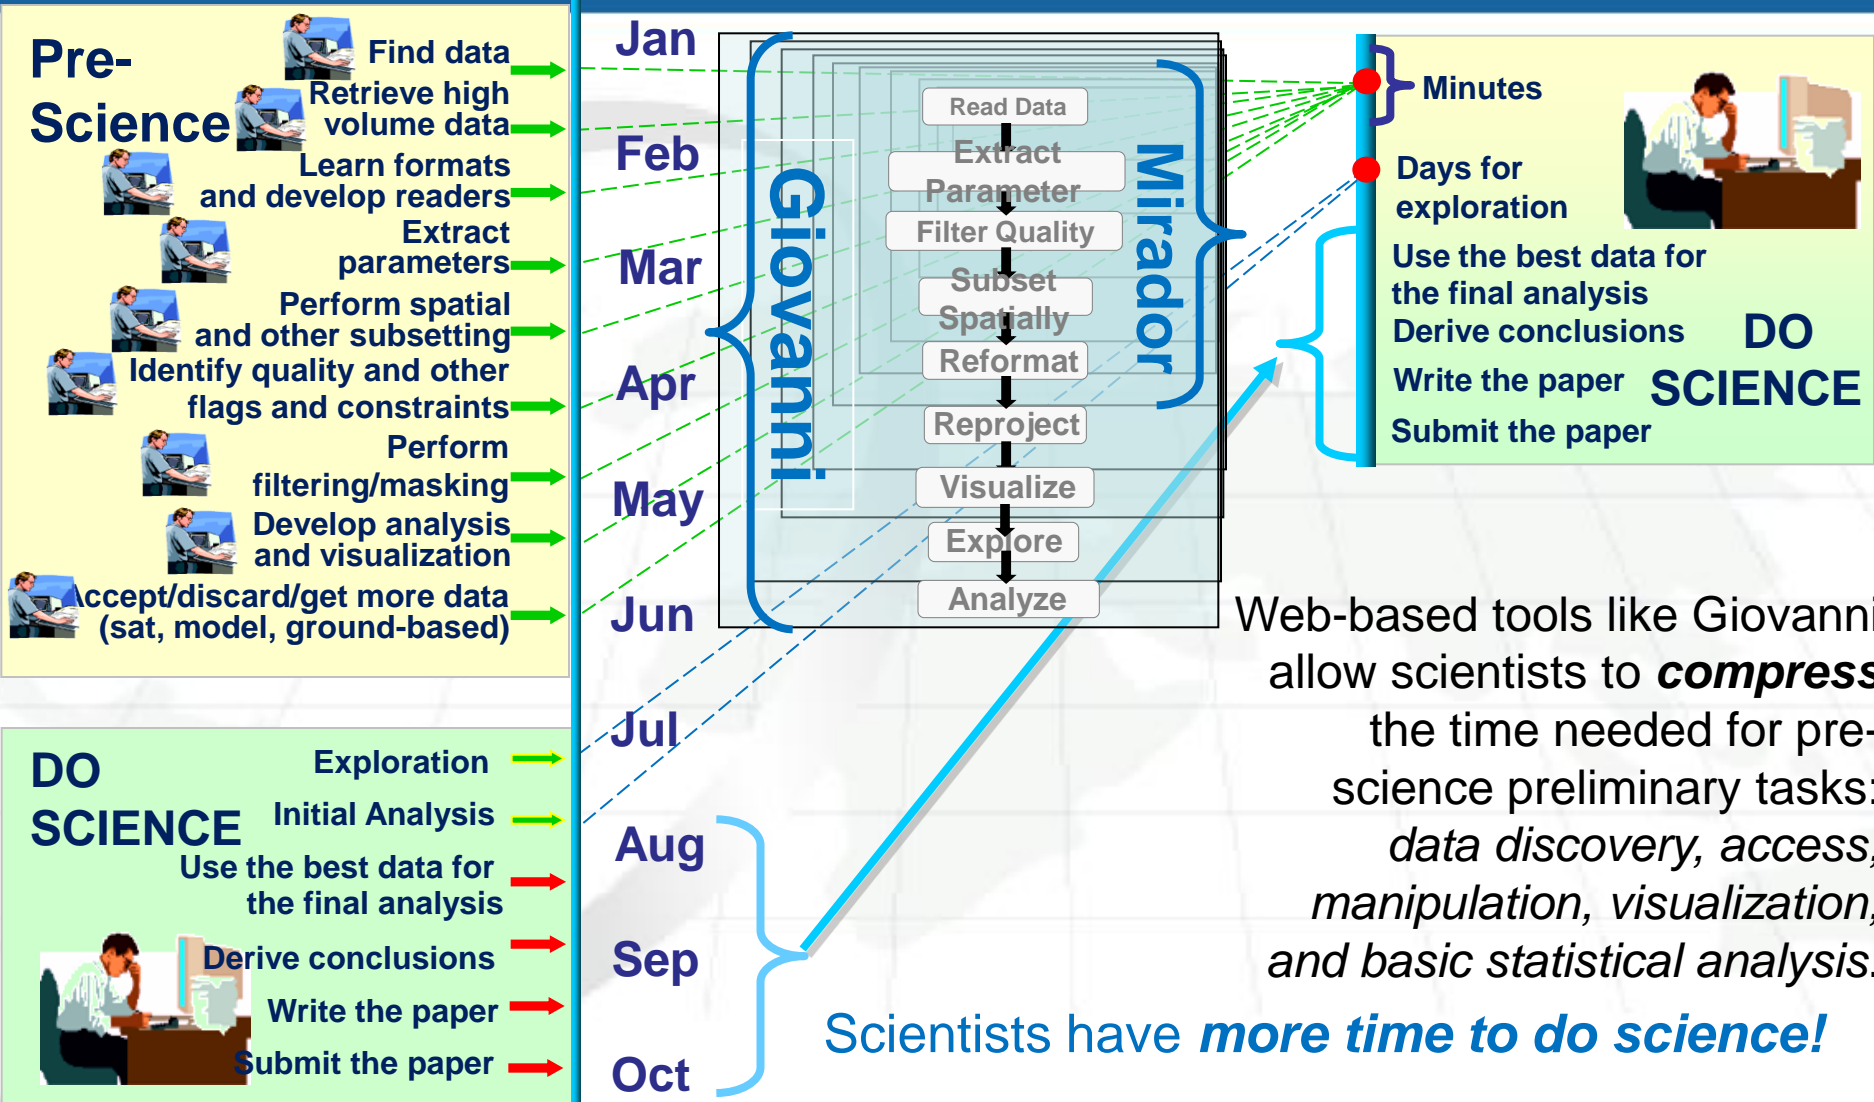 Pre-
Science
Find data
Retrieve high
volume data
Learn formats
and develop readers
Extract
parameters
Perform spatial
and other subsetting
Identify quality and other
flags and constraints
Perform
filtering/masking
Develop analysis
and visualization
Accept/discard/get more data
(sat, model, ground-based)
DO
SCIENCE
Exploration
Initial Analysis
Use the best data for
the final analysis
Derive conclusions
Write the paper
Submit the paper
Jan
Feb
Mar
Apr
May
Jun
Jul
Aug
Sep
Oct
Giovanni
Read Data
Extract
Parameter
Filter Quality
Subset
Spatially
Reformat
Reproject
Visualize
Explore
Analyze
Mirador
Minutes
Days for
exploration
Use the best data for
the final analysis
Derive conclusions
Write the paper
Submit the paper
DO
SCIENCE
Web-based tools like Giovanni
allow scientists to compress
the time needed for pre-
science preliminary tasks:
data discovery, access,
manipulation, visualization,
and basic statistical analysis.
Scientists have more time to do science!